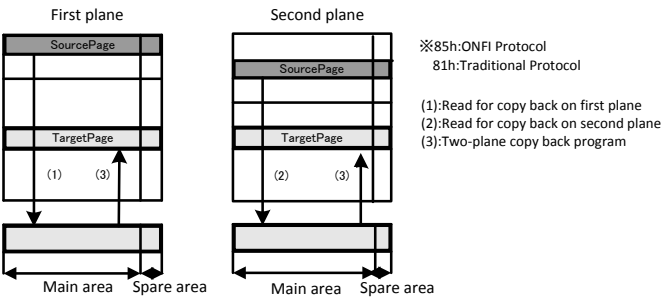 First plane
Second plane
SourcePage
SourcePage
TargetPage
TargetPage
(1)
(3)
(2)
(3)
Main area
Spare area
Main area
Spare area
※85h:ONFI Protocol
81h:Traditional Protocol
(1):Read for copy back on first plane
(2):Read for copy back on second plane
(3):Two-plane copy back program